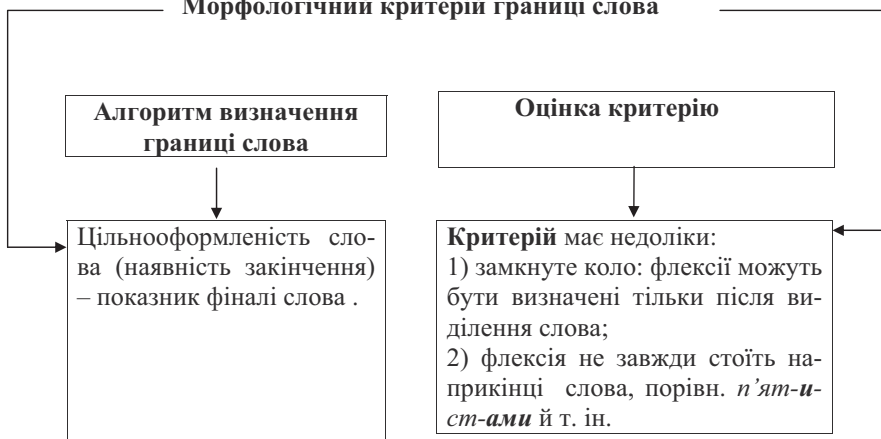 Морфологічний критерій границі слова
Алгоритм визначення
границі слова
Оцінка критерію
Цільнооформленість сло-
ва (наявність закінчення)
– показник фіналі слова .
Критерій має недоліки:
1) замкнуте коло: флексії можуть
бути визначені тільки після ви-
ділення слова;
2) флексія не завжди стоїть на-
прикінці слова, порівн. п’ят-и-
ст-ами й т. ін.